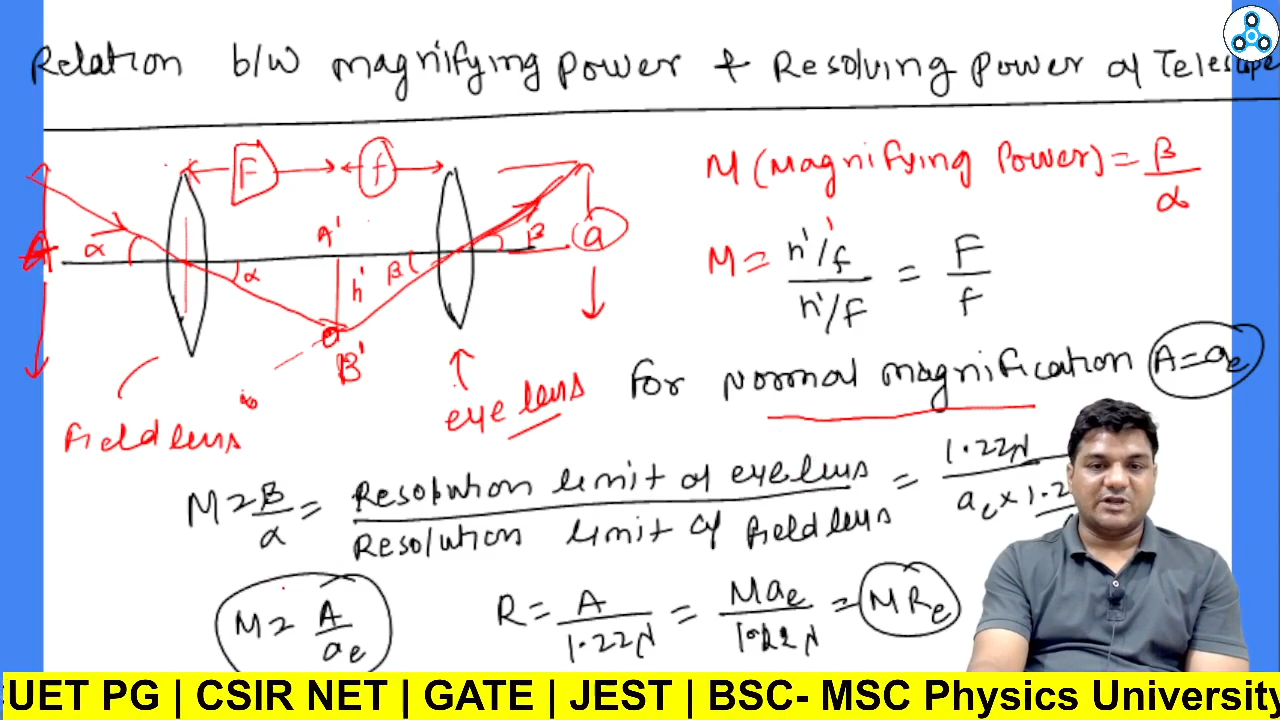 Relation b/w magnifying power & Resolving power of Telescope
F f
M (Magnifying Power) = β/α
A α α A' h' β β a
M = h'/f / h'/F = F/f
B'
for Normal magnification A = ae
field lens
eye lens
M = β/α = Resolution limit of eye lens / Resolution limit of field lens = 1.22λ / ae × 1.2
M = A/ae
R = A/1.22λ = Mae/1.22λ = MRe
CUET PG | CSIR NET | GATE | JEST | BSC- MSC Physics University